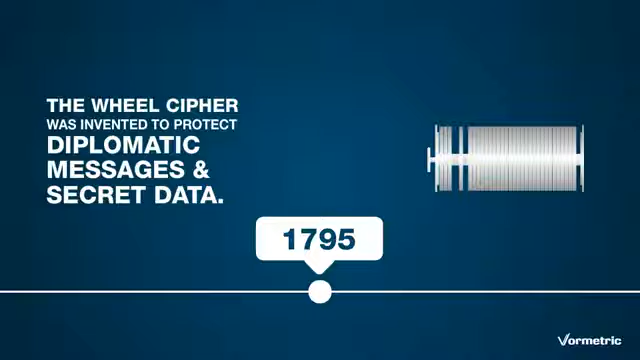 THE WHEEL CIPHER
WAS INVENTED TO PROTECT
DIPLOMATIC
MESSAGES &
SECRET DATA.
1795
Vormetric